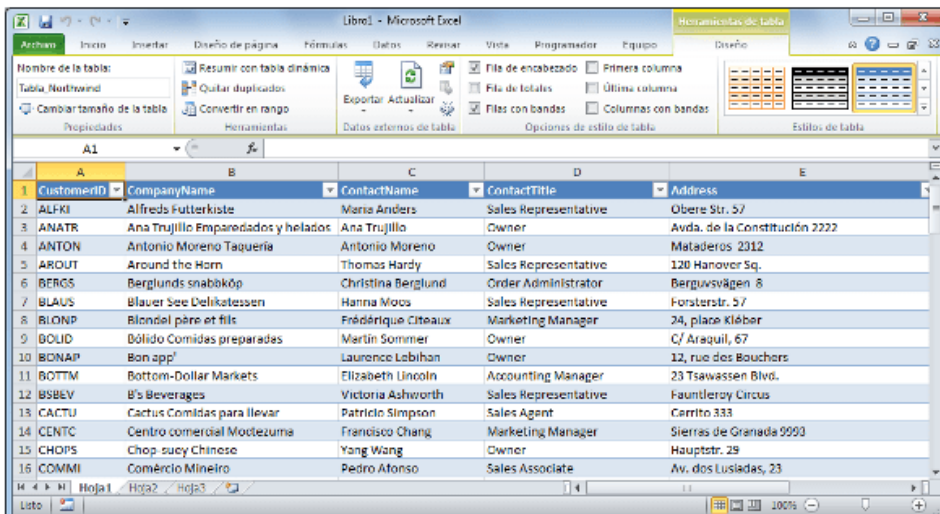 Libro1 - Microsoft Excel
Herramientas de tabla
Archivo Inicio Insertar Diseño de página Fórmulas Datos Revisar Vista Programador Equipo Diseño
Nombre de la tabla: Resumir con tabla dinámica Fila de encabezado Primera columna
Tabla_Northwind Quitar duplicados Exportar Actualizar Fila de totales Última columna
Cambiar tamaño de la tabla Convertir en rango Filas con bandas Columnas con bandas
Propiedades Herramientas Datos externos de tabla Opciones de estilo de tabla Estilos de tabla
A1 fx
A B C D E
1 CustomerID CompanyName ContactName ContactTitle Address
2 ALFKI Alfreds Futterkiste Maria Anders Sales Representative Obere Str. 57
3 ANATR Ana Trujillo Emparedados y helados Ana Trujillo Owner Avda. de la Constitución 2222
4 ANTON Antonio Moreno Taquería Antonio Moreno Owner Mataderos 2312
5 AROUT Around the Horn Thomas Hardy Sales Representative 120 Hanover Sq.
6 BERGS Berglunds snabbköp Christina Berglund Order Administrator Berguvsvägen 8
7 BLAUS Blauer See Delikatessen Hanna Moos Sales Representative Forsterstr. 57
8 BLONP Blondel père et fils Frédérique Citeaux Marketing Manager 24, place Kléber
9 BOLID Bólido Comidas preparadas Martín Sommer Owner C/ Araquil, 67
10 BONAP Bon app' Laurence Lebihan Owner 12, rue des Bouchers
11 BOTTM Bottom-Dollar Markets Elizabeth Lincoln Accounting Manager 23 Tsawassen Blvd.
12 BSBEV B's Beverages Victoria Ashworth Sales Representative Fauntleroy Circus
13 CACTU Cactus Comidas para llevar Patricio Simpson Sales Agent Cerrito 333
14 CENTC Centro comercial Moctezuma Francisco Chang Marketing Manager Sierras de Granada 9993
15 CHOPS Chop-suey Chinese Yang Wang Owner Hauptstr. 29
16 COMMI Comércio Mineiro Pedro Afonso Sales Associate Av. dos Lusíadas, 23
Hoja1 Hoja2 Hoja3
Listo 100%